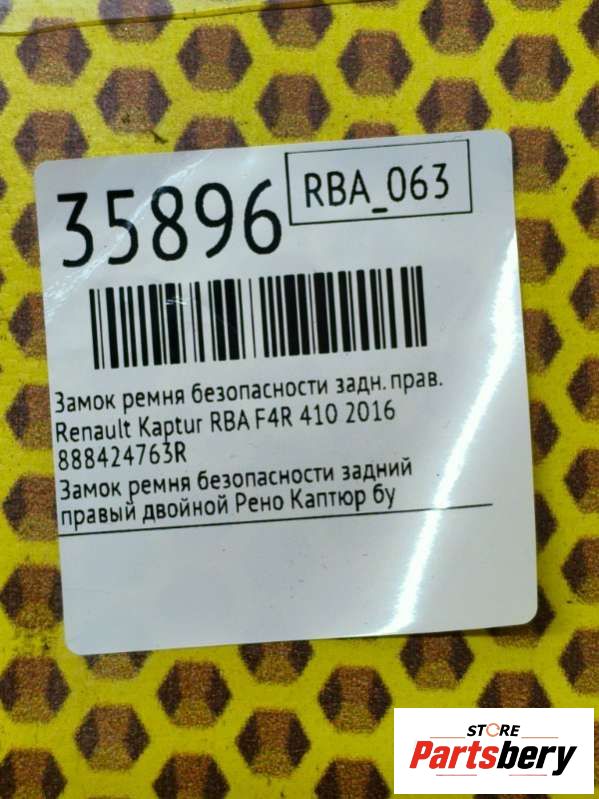 35896
RBA_063
Замок ремня безопасности задн. прав.
Renault Kaptur RBA F4R 410 2016
888424763R
Замок ремня безопасности задний
правый двойной Рено Каптюр бу
STORE
Partsbery